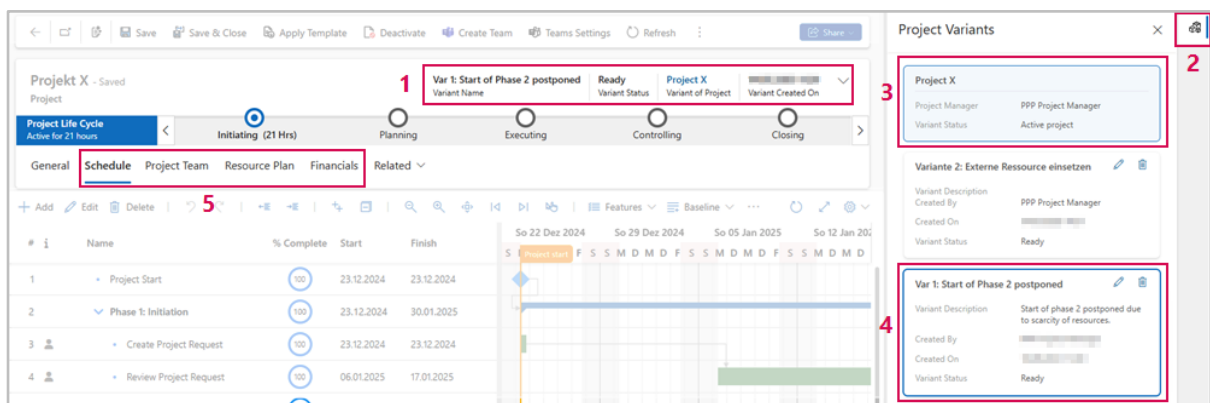 Save
Save & Close
Apply Template
Deactivate
Create Team
Teams Settings
Refresh
Share
Project Variants
2
Projekt X - Saved
Project
1
Var 1: Start of Phase 2 postponed
Variant Name
Ready
Variant Status
Project X
Variant of Project
Variant Created On
Project Life Cycle
Active for 21 hours
Initiating (21 Hrs)
Planning
Executing
Controlling
Closing
General
Schedule
Project Team
Resource Plan
Financials
Related
5
Add
Edit
Delete
Features
Baseline
# i Name % Complete Start Finish
So 22 Dez 2024
So 29 Dez 2024
So 05 Jan 2025
S
Project start
F S S M D M D F S S M D M D F S S M D M D
1 Project Start 100 23.12.2024 23.12.2024
2 Phase 1: Initiation 100 23.12.2024 30.01.2025
3 Create Project Request 100 23.12.2024 23.12.2024
4 Review Project Request 100 06.01.2025 17.01.2025
3
Project X
Project Manager PPP Project Manager
Variant Status Active project
Variante 2: Externe Ressource einsetzen
Variant Description
Created By PPP Project Manager
Created On
Variant Status Ready
4
Var 1: Start of Phase 2 postponed
Variant Description Start of phase 2 postponed due
to scarcity of resources.
Created By
Created On
Variant Status Ready